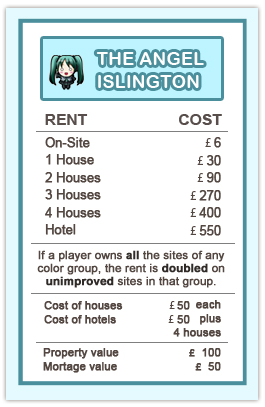 THE ANGEL
ISLINGTON
RENT COST
On-Site £ 6
1 House £ 30
2 Houses £ 90
3 Houses £ 270
4 Houses £ 400
Hotel £ 550
If a player owns all the sites of any
color group, the rent is doubled on
unimproved sites in that group.
Cost of houses £ 50 each
Cost of hotels £ 50 plus
4 houses
Property value £ 100
Mortage value £ 50